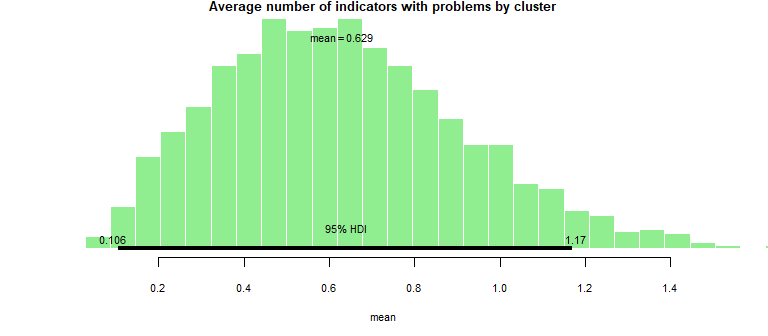 Average number of indicators with problems by cluster
mean = 0.629
95% HDI
0.106 1.17
0.2 0.4 0.6 0.8 1.0 1.2 1.4
mean